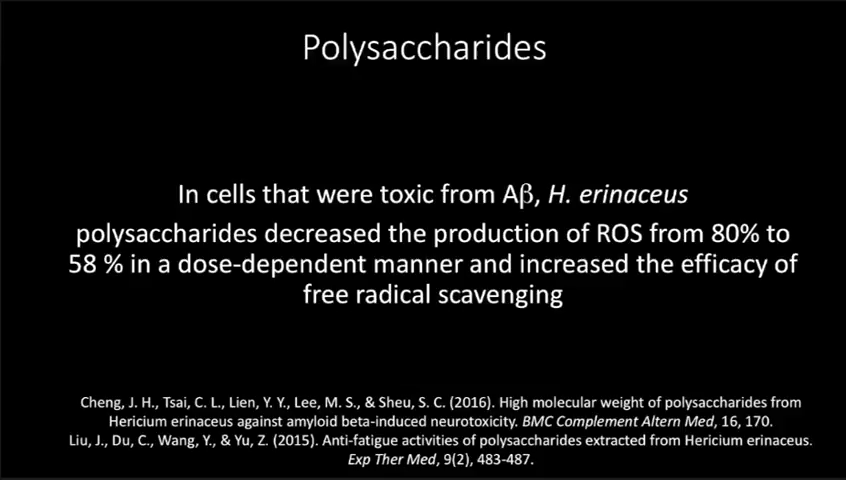 Polysaccharides
In cells that were toxic from Aβ, H. erinaceus
polysaccharides decreased the production of ROS from 80% to
58 % in a dose-dependent manner and increased the efficacy of
free radical scavenging
Cheng, J. H., Tsai, C. L., Lien, Y. Y., Lee, M. S., & Sheu, S. C. (2016). High molecular weight of polysaccharides from
Hericium erinaceus against amyloid beta-induced neurotoxicity. BMC Complement Altern Med, 16, 170.
Liu, J., Du, C., Wang, Y., & Yu, Z. (2015). Anti-fatigue activities of polysaccharides extracted from Hericium erinaceus.
Exp Ther Med, 9(2), 483-487.